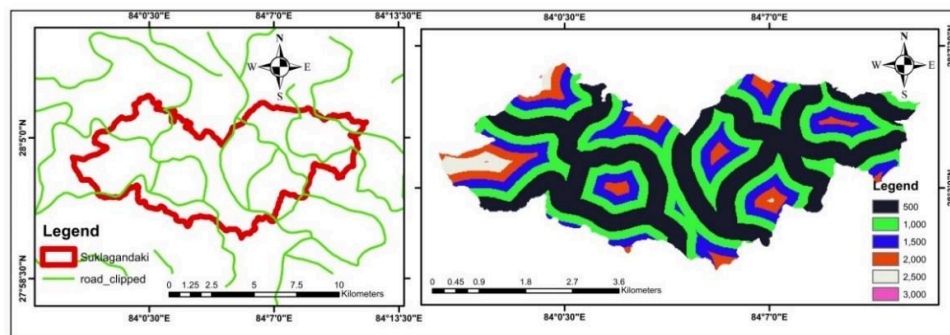 84°0'30"E 84°7'0"E 84°13'30"E
N
W E
S
28°5'0"N
27°58'30"N
Legend
Suklagandaki
road_clipped
0 1.25 2.5 5 7.5 10
Kilometers
84°0'30"E 84°7'0"E 84°13'30"E
84°0'30"E 84°7'0"E
N
W E
S
Legend
500
1,000
1,500
2,000
2,500
3,000
0 0.45 0.9 1.8 2.7 3.6
Kilometers
84°0'30"E 84°7'0"E